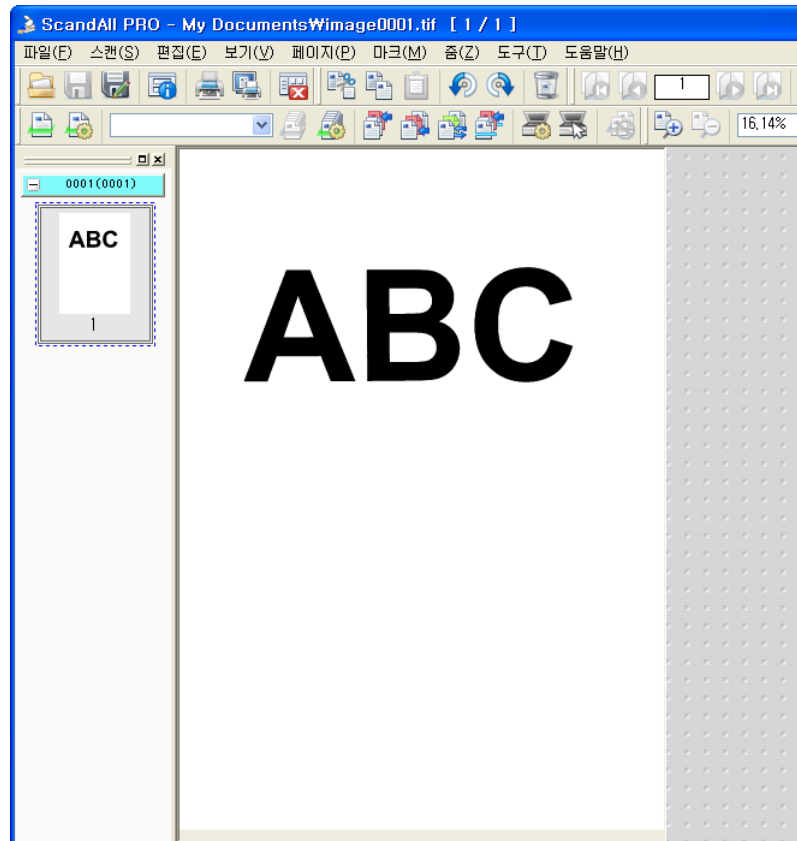 ScandAll PRO - My Documents₩image0001.tif [ 1 / 1 ]
파일(F) 스캔(S) 편집(E) 보기(V) 페이지(P) 마크(M) 줌(Z) 도구(T) 도움말(H)
1
16,14%
0001(0001)
ABC
1
ABC